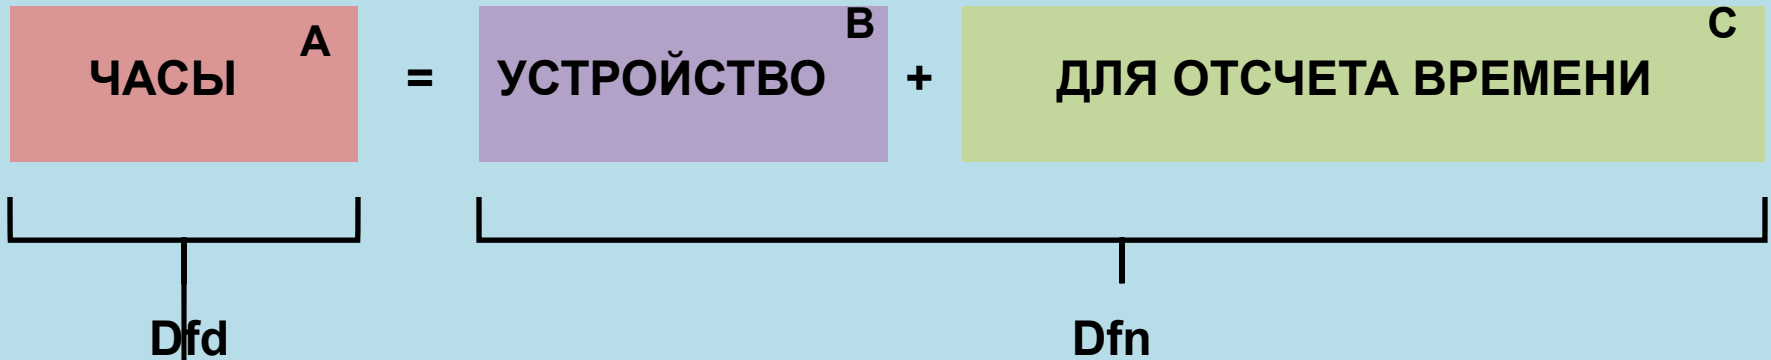 ЧАСЫ A = УСТРОЙСТВО B + ДЛЯ ОТСЧЕТА ВРЕМЕНИ C
Dfd Dfn